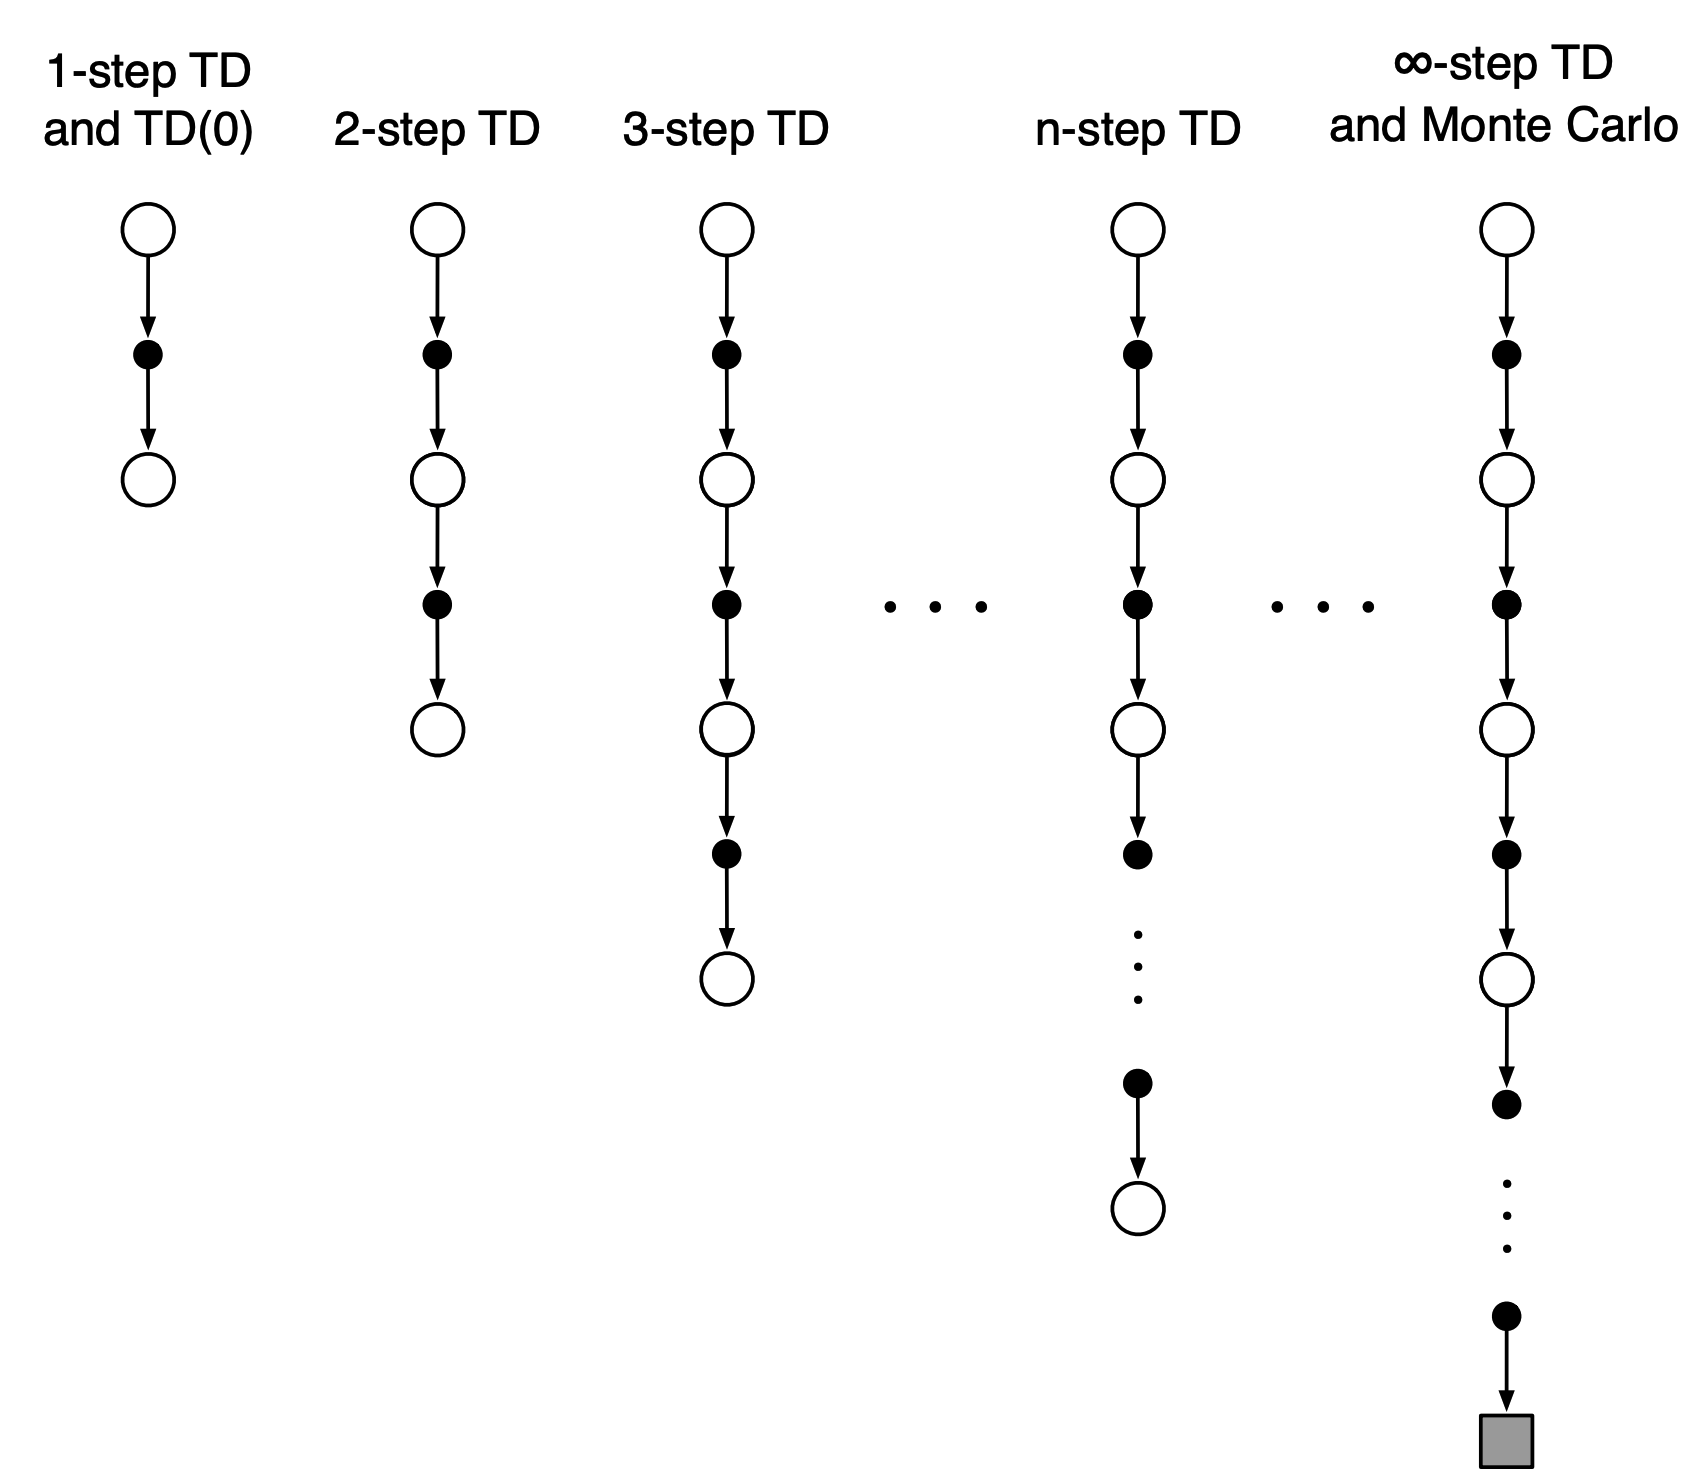 1-step TD
and TD(0)
2-step TD
3-step TD
n-step TD
∞-step TD
and Monte Carlo